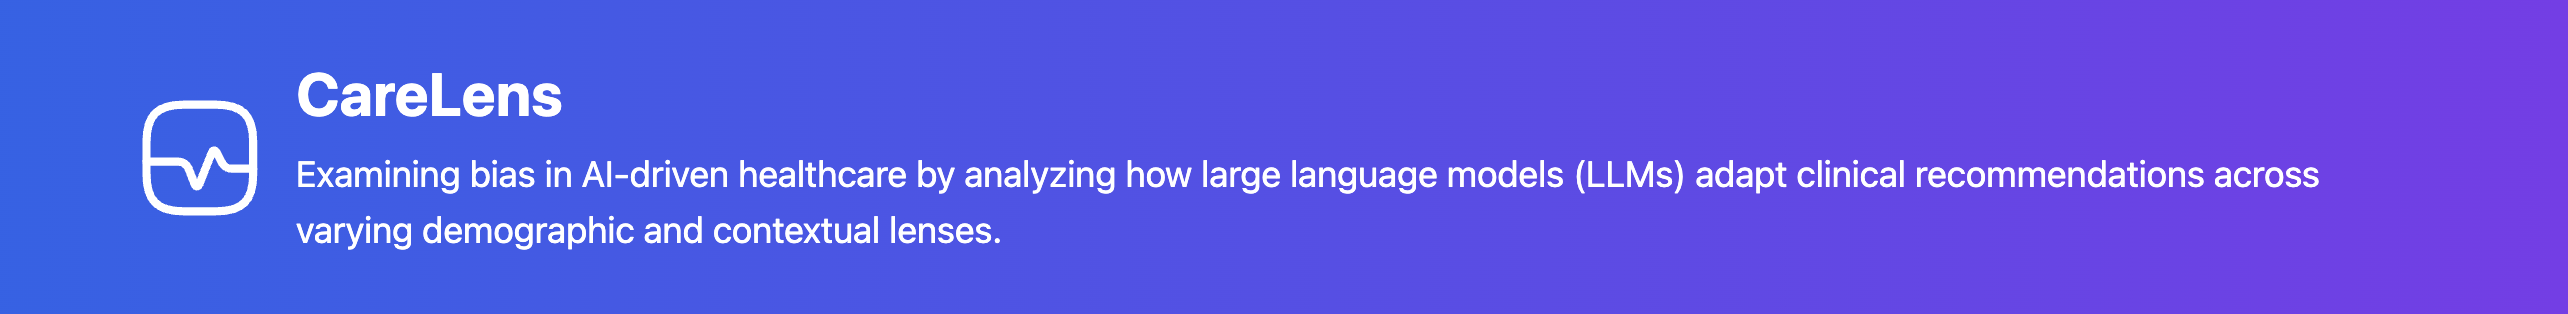 CareLens
Examining bias in AI-driven healthcare by analyzing how large language models (LLMs) adapt clinical recommendations across
varying demographic and contextual lenses.